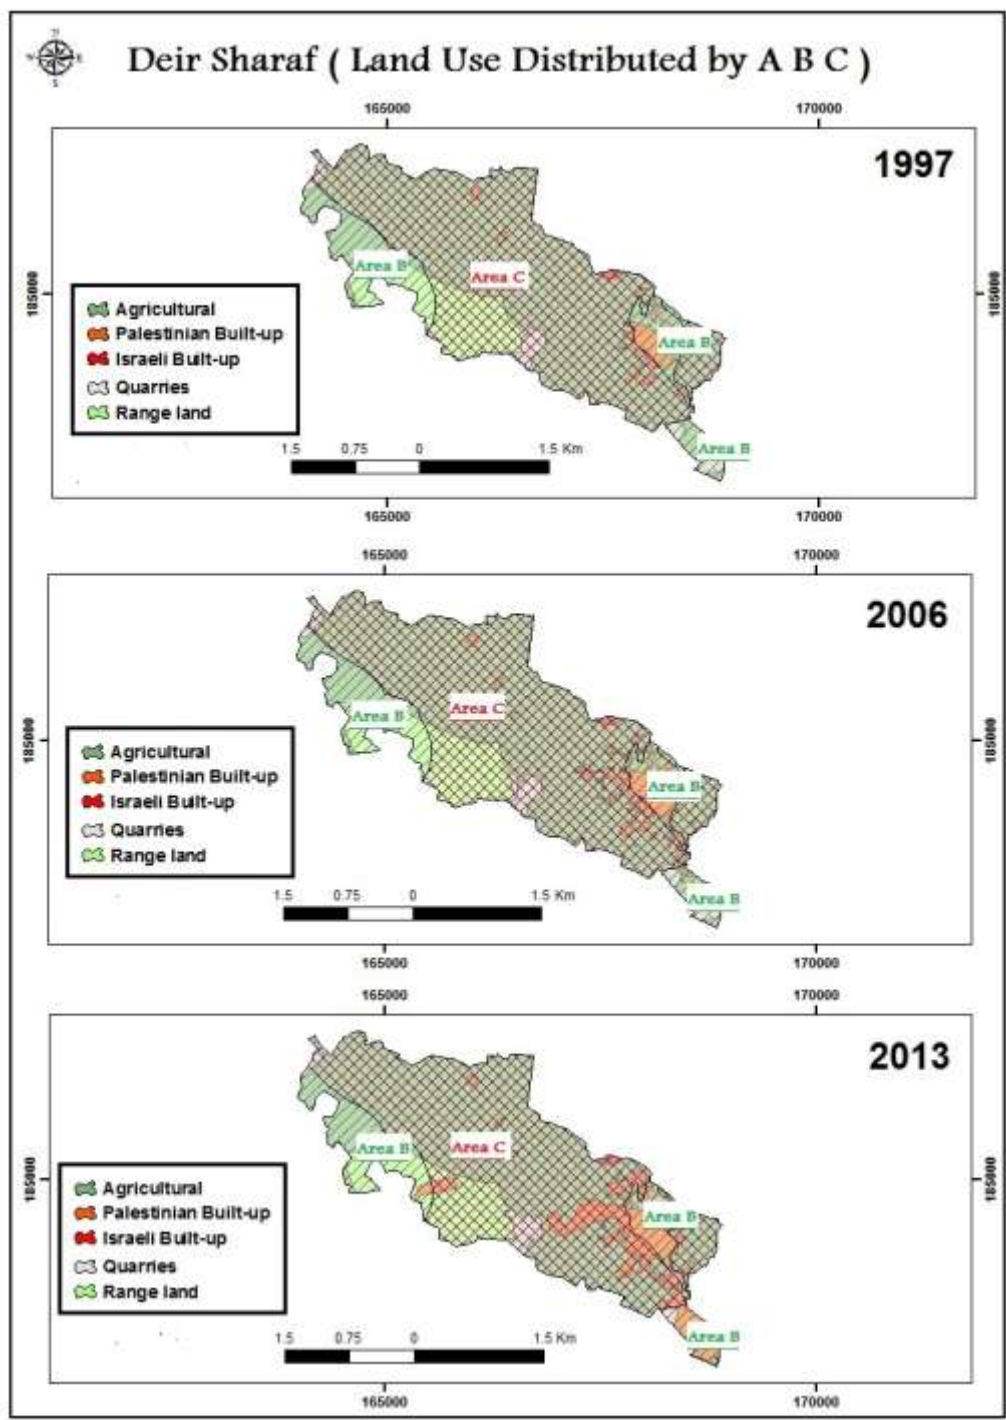 Deir Sharaf ( Land Use Distributed by A B C )
N
W E
S
165000 170000
1997
185000 185000
Area B
Area C
Area B
Area B
Agricultural
Palestinian Built-up
Israeli Built-up
Quarries
Range land
1.5 0.75 0 1.5 Km
165000 170000
165000 170000
2006
185000 185000
Area B
Area C
Area B
Area B
Agricultural
Palestinian Built-up
Israeli Built-up
Quarries
Range land
1.5 0.75 0 1.5 Km
165000 170000
165000 170000
2013
185000 185000
Area B
Area C
Area B
Area B
Agricultural
Palestinian Built-up
Israeli Built-up
Quarries
Range land
1.5 0.75 0 1.5 Km
165000 170000